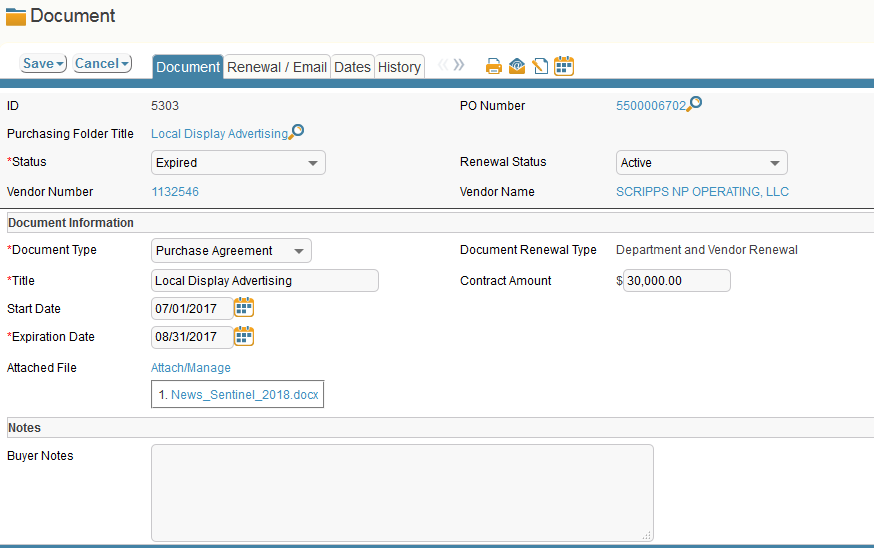 Document
Save Cancel Document Renewal / Email Dates History
ID 5303 PO Number 5500006702
Purchasing Folder Title Local Display Advertising
*Status Expired Renewal Status Active
Vendor Number 1132546 Vendor Name SCRIPPS NP OPERATING, LLC
Document Information
*Document Type Purchase Agreement Document Renewal Type Department and Vendor Renewal
*Title Local Display Advertising Contract Amount $ 30,000.00
Start Date 07/01/2017
*Expiration Date 08/31/2017
Attached File Attach/Manage
1. News_Sentinel_2018.docx
Notes
Buyer Notes